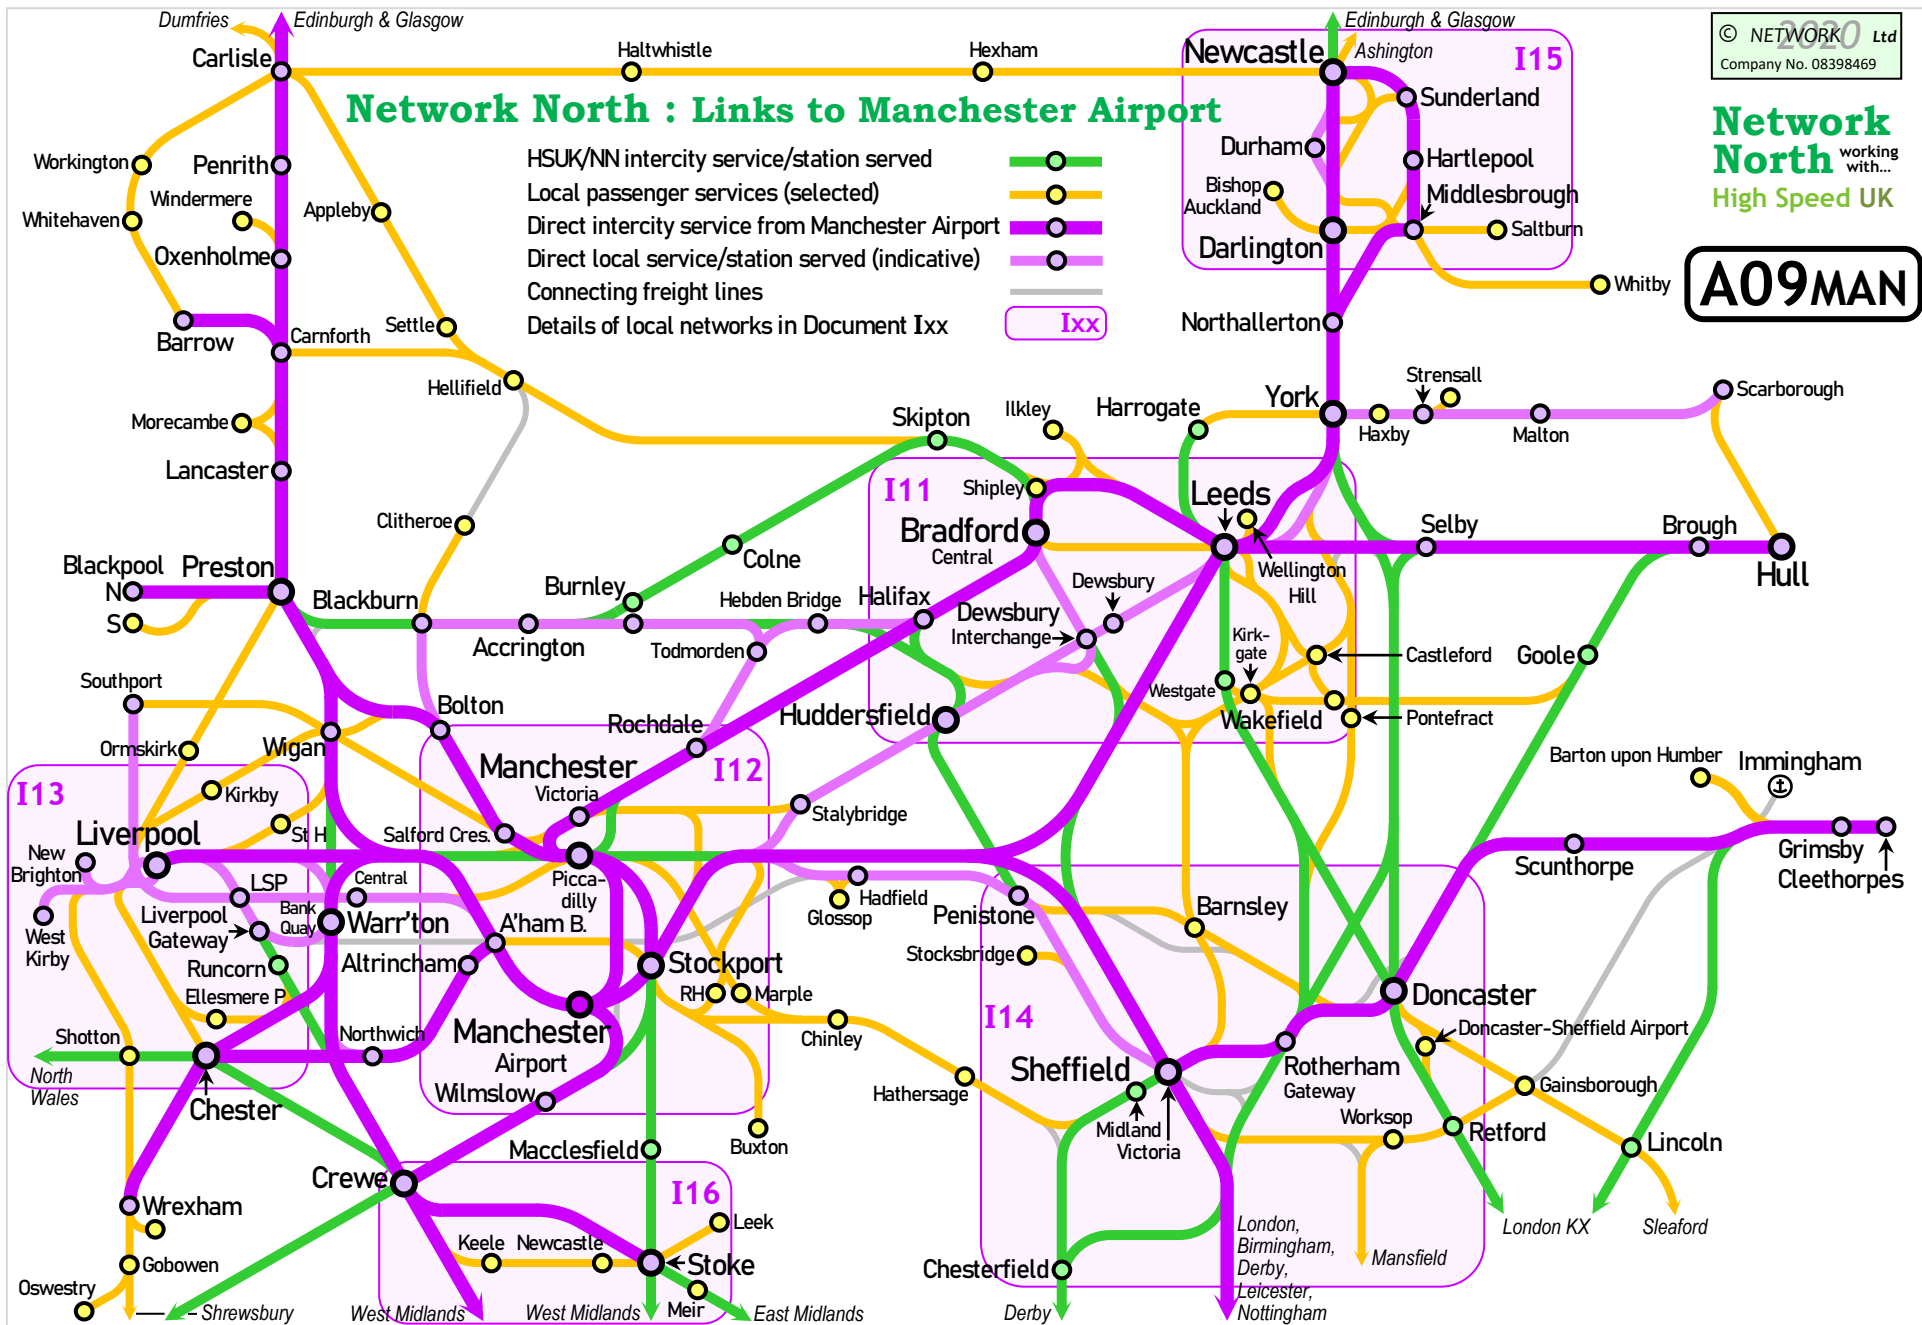 Dumfries
Edinburgh & Glasgow
Edinburgh & Glasgow
© NETWORK 2020 Ltd
Company No. 08398469
Carlisle
Haltwhistle
Hexham
Newcastle
Ashington
I15
Network North : Links to Manchester Airport
Sunderland
Network
North working
with...
High Speed UK
HSUK/NN intercity service/station served
Local passenger services (selected)
Direct intercity service from Manchester Airport
Direct local service/station served (indicative)
Connecting freight lines
Details of local networks in Document Ixx
Ixx
Durham
Hartlepool
Bishop
Auckland
Middlesbrough
Darlington
Saltburn
Whitby
A09MAN
Workington
Penrith
Windermere
Whitehaven
Appleby
Oxenholme
Settle
Barrow
Carnforth
Northallerton
Hellifield
Morecambe
Lancaster
Skipton
Ilkley
Harrogate
York
Strensall
Haxby
Malton
Scarborough
I11
Shipley
Leeds
Clitheroe
Bradford
Central
Selby
Brough
Hull
Colne
Wellington
Hill
Blackpool
N
S
Preston
Blackburn
Burnley
Hebden Bridge
Halifax
Dewsbury
Dewsbury
Interchange
Accrington
Todmorden
Kirk-
gate
Castleford
Goole
Westgate
Wakefield
Pontefract
Southport
Bolton
Rochdale
Huddersfield
Ormskirk
Wigan
Manchester
Victoria
I12
Barton upon Humber
Immingham
I13
Kirkby
Stalybridge
Liverpool
St H
Salford Cres.
New
Brighton
Scunthorpe
Grimsby
Cleethorpes
LSP
Central
Picca-
dilly
Hadfield
Glossop
Penistone
Barnsley
Liverpool
Gateway
Bank
Quay
Warr'ton
A'ham B.
West
Kirby
Runcorn
Altrincham
Stockport
Stocksbridge
RH
Marple
Doncaster
Ellesmere P
Manchester
Airport
I14
Shotton
Northwich
Chinley
Doncaster-Sheffield Airport
North
Wales
Wilmslow
Hathersage
Sheffield
Rotherham
Gateway
Gainsborough
Chester
Midland
Victoria
Worksop
Retford
Lincoln
Macclesfield
Buxton
Crewe
I16
Wrexham
Leek
Keele
Newcastle
Stoke
Gobowen
Oswestry
Shrewsbury
West Midlands
West Midlands
Meir
East Midlands
Chesterfield
Derby
London,
Birmingham,
Derby,
Leicester,
Nottingham
Mansfield
London KX
Sleaford